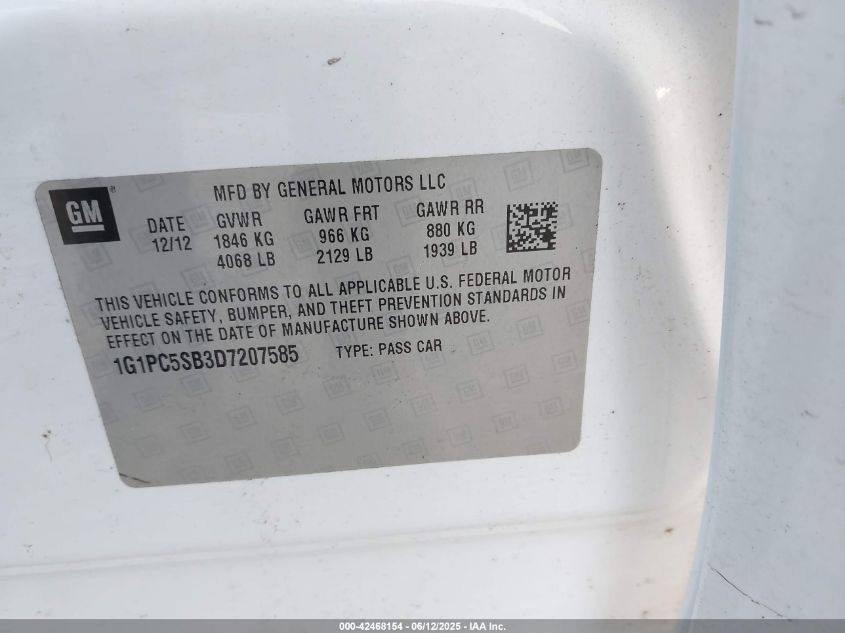 GM ®
MFD BY GENERAL MOTORS LLC
DATE GVWR GAWR FRT GAWR RR
12/12 1846 KG 966 KG 880 KG
4068 LB 2129 LB 1939 LB
THIS VEHICLE CONFORMS TO ALL APPLICABLE U.S. FEDERAL MOTOR
VEHICLE SAFETY, BUMPER, AND THEFT PREVENTION STANDARDS IN
EFFECT ON THE DATE OF MANUFACTURE SHOWN ABOVE.
1G1PC5SB3D7207585 TYPE: PASS CAR
000-42468154 - 06/12/2025 - IAA Inc.